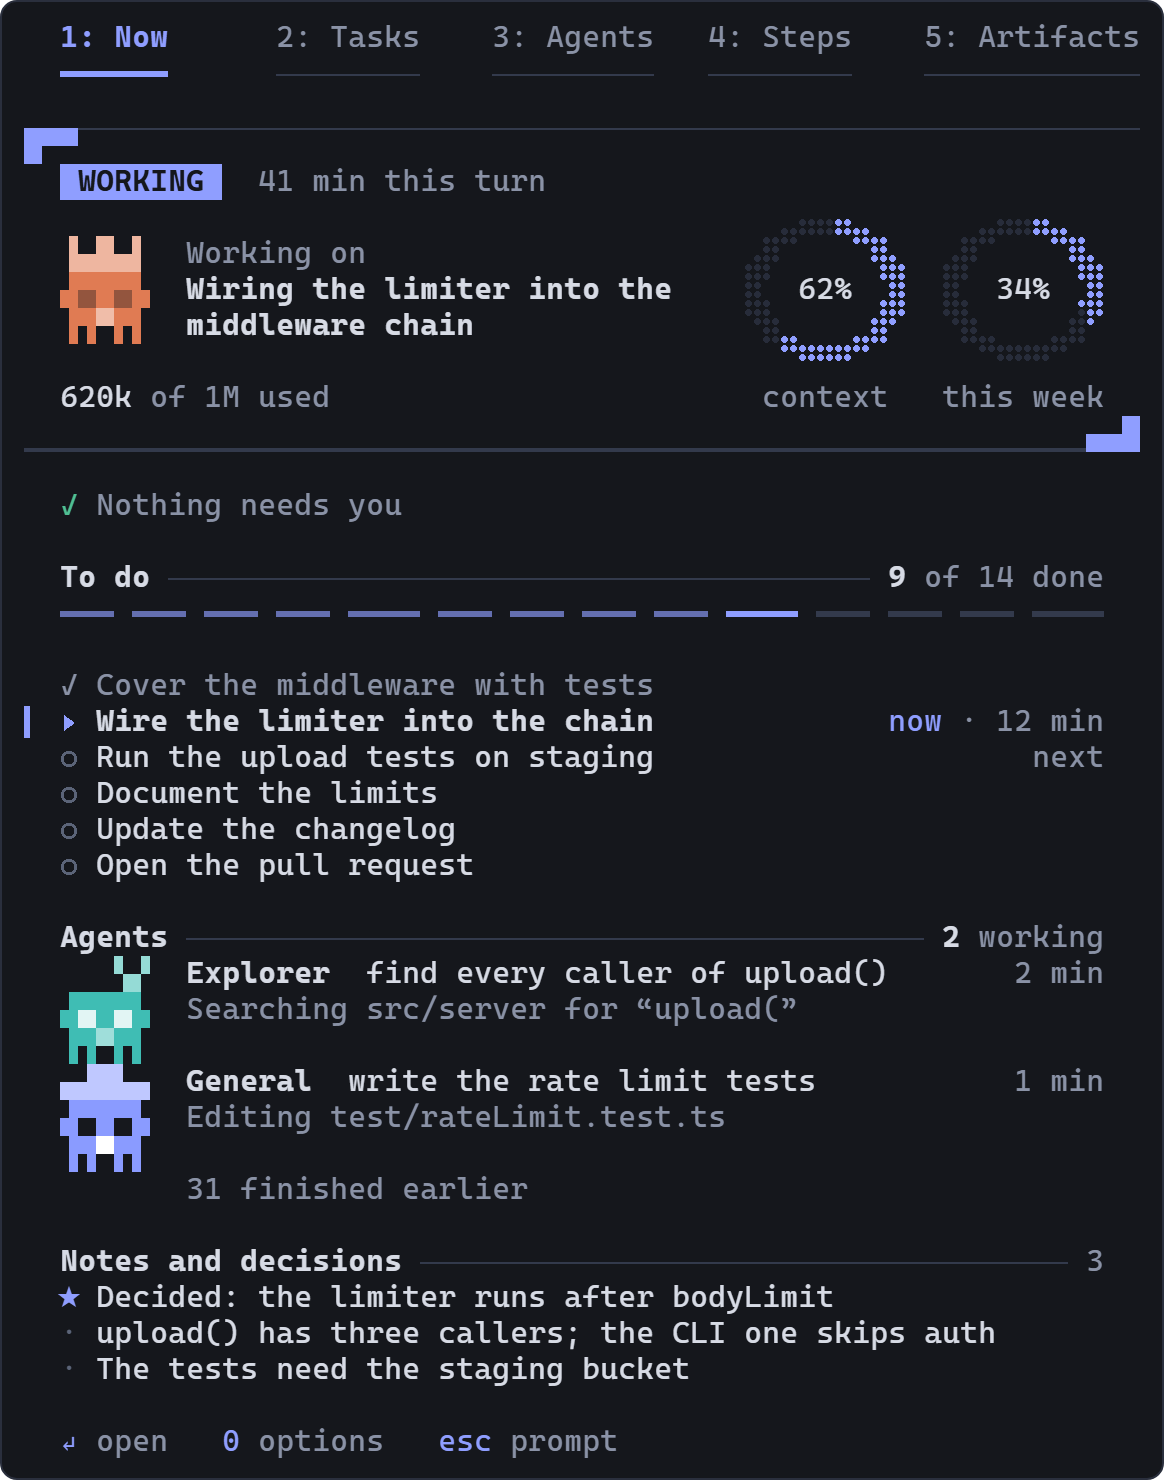 1: Now 2: Tasks 3: Agents 4: Steps 5: Artifacts
WORKING 41 min this turn
Working on
Wiring the limiter into the
middleware chain
62% 34%
620k of 1M used context this week
✓ Nothing needs you
To do 9 of 14 done
✓ Cover the middleware with tests
▶ Wire the limiter into the chain now · 12 min
○ Run the upload tests on staging next
○ Document the limits
○ Update the changelog
○ Open the pull request
Agents 2 working
Explorer find every caller of upload() 2 min
Searching src/server for “upload(”
General write the rate limit tests 1 min
Editing test/rateLimit.test.ts
31 finished earlier
Notes and decisions 3
★ Decided: the limiter runs after bodyLimit
· upload() has three callers; the CLI one skips auth
· The tests need the staging bucket
↲ open 0 options esc prompt